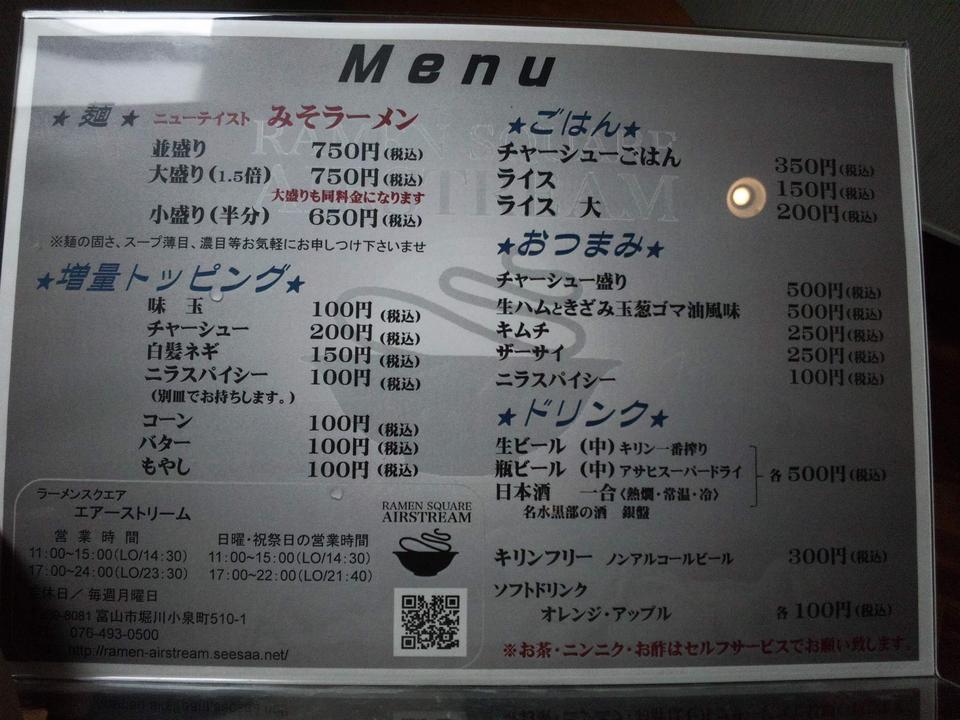 Menu
★麺★ ニューテイスト みそラーメン
並盛り 750円(税込)
大盛り(1.5倍) 750円(税込)
大盛りも同料金になります
小盛り(半分) 650円(税込)
※麺の固さ、スープ薄目、濃目等お気軽にお申しつけ下さいませ
★増量トッピング★
味 玉 100円(税込)
チャーシュー 200円(税込)
白髪ネギ 150円(税込)
ニラスパイシー 100円(税込)
(別皿でお持ちします。)
コーン 100円(税込)
バター 100円(税込)
もやし 100円(税込)
ラーメンスクエア
エアーストリーム
営業時間
11:00~15:00(LO/14:30)
17:00~24:00(LO/23:30)
日曜・祝祭日の営業時間
11:00~15:00(LO/14:30)
17:00~22:00(LO/21:40)
定休日/毎週月曜日
8081 富山市堀川小泉町510-1
076-493-0500
http://ramen-airstream.seesaa.net/
RAMEN SQUARE
AIRSTREAM
★ごはん★
チャーシューごはん 350円(税込)
ライス 150円(税込)
ライス 大 200円(税込)
★おつまみ★
チャーシュー盛り 500円(税込)
生ハムときざみ玉葱ゴマ油風味 500円(税込)
キムチ 250円(税込)
ザーサイ 250円(税込)
ニラスパイシー 100円(税込)
★ドリンク★
生ビール (中) キリン一番搾り
瓶ビール (中) アサヒスーパードライ 各500円(税込)
日本酒 一合〈熱燗・常温・冷〉
名水黒部の酒 銀盤
キリンフリー ノンアルコールビール 300円(税込)
ソフトドリンク
オレンジ・アップル 各100円(税込)
※お茶・ニンニク・お酢はセルフサービスでお願い致します。
RAMEN SQUARE
AIRSTREAM